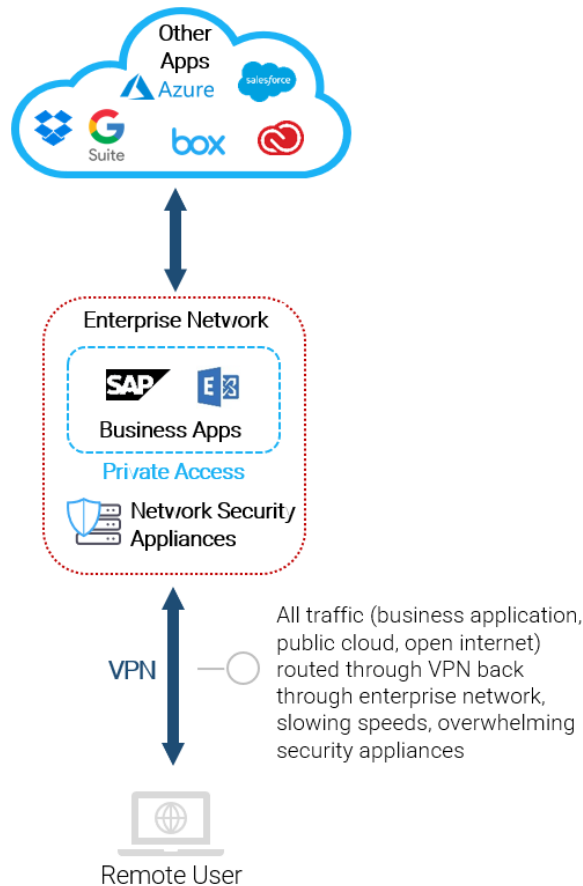 Other
Apps
Azure
salesforce
G
Suite
box
Enterprise Network
SAP
E
Business Apps
Private Access
Network Security
Appliances
VPN
All traffic (business application,
public cloud, open internet)
routed through VPN back
through enterprise network,
slowing speeds, overwhelming
security appliances
Remote User